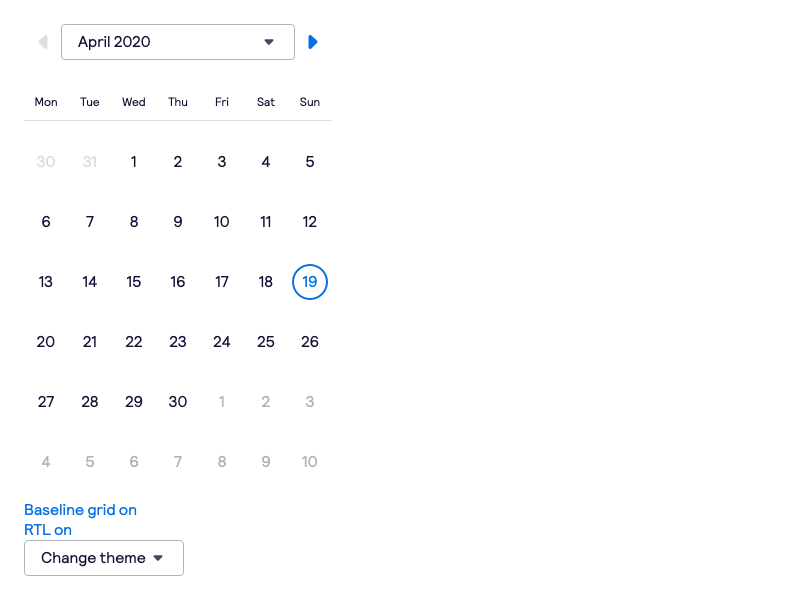 April 2020
Mon Tue Wed Thu Fri Sat Sun
30 31 1 2 3 4 5
6 7 8 9 10 11 12
13 14 15 16 17 18 19
20 21 22 23 24 25 26
27 28 29 30 1 2 3
4 5 6 7 8 9 10
Baseline grid on
RTL on
Change theme